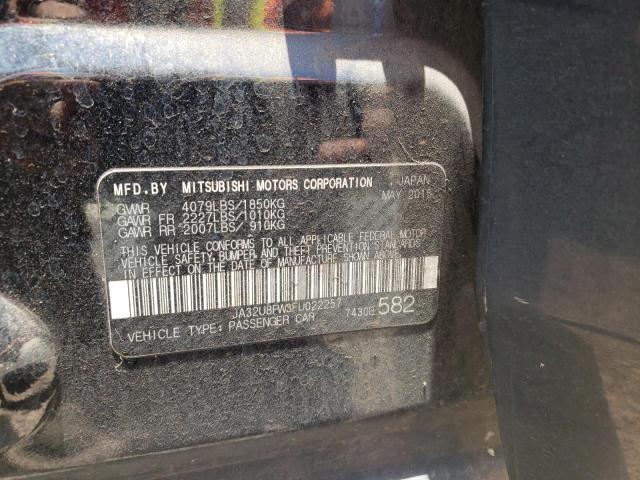 MFD.BY MITSUBISHI MOTORS CORPORATION , JAPAN
GVWR 4079LBS/1850KG MAY 2015
GAWR FR 2227LBS/1010KG
GAWR RR 2007LBS/ 910KG
THIS VEHICLE CONFORMS TO ALL APPLICABLE FEDERAL MOTOR
VEHICLE SAFETY, BUMPER AND THEFT PREVENTION STANDARDS
IN EFFECT ON THE DATE OF MANUFACTURE SHOWN ABOVE.
JA32U8FW3FU022257 582
VEHICLE TYPE: PASSENGER CAR